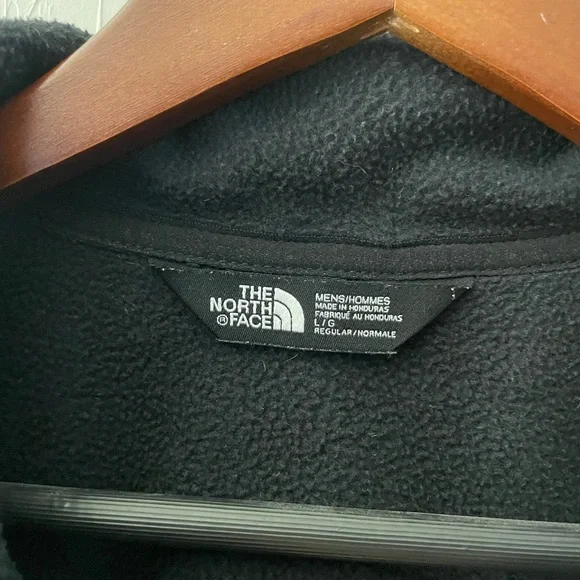 THE
NORTH
®FACE
MENS/HOMMES
MADE IN HONDURAS
FABRIQUÉ AU HONDURAS
L/G
REGULAR/NORMALE